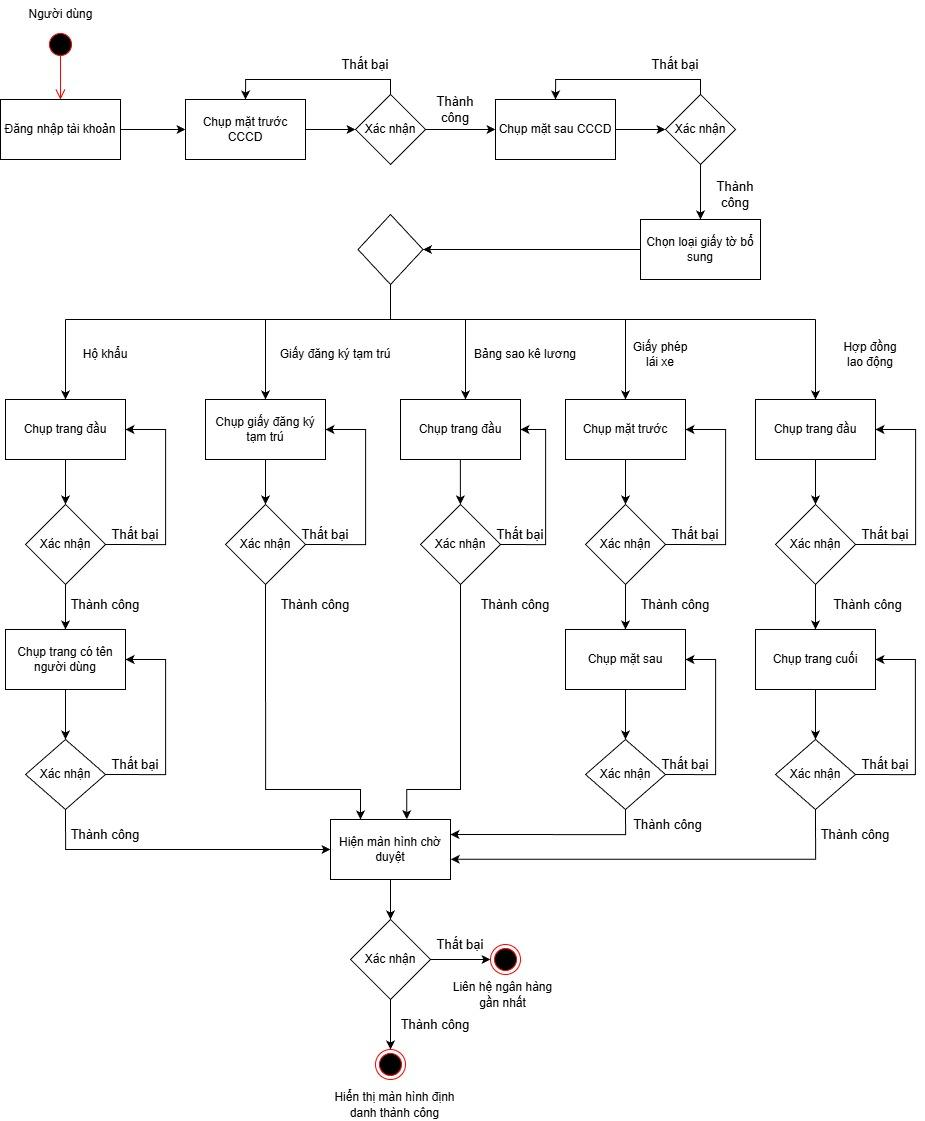 Người dùng
Thất bại
Thất bại
Đăng nhập tài khoản
Chụp mặt trước
CCCD
Xác nhận
Thành
công
Chụp mặt sau CCCD
Xác nhận
Thành
công
Chọn loại giấy tờ bổ
sung
Hộ khẩu
Giấy đăng ký tạm trú
Bảng sao kê lương
Giấy phép
lái xe
Hợp đồng
lao động
Chụp trang đầu
Chụp giấy đăng ký
tạm trú
Chụp trang đầu
Chụp mặt trước
Chụp trang đầu
Xác nhận
Thất bại
Xác nhận
Thất bại
Xác nhận
Thất bại
Xác nhận
Thất bại
Xác nhận
Thất bại
Thành công
Thành công
Thành công
Thành công
Thành công
Chụp trang có tên
người dùng
Chụp mặt sau
Chụp trang cuối
Xác nhận
Thất bại
Xác nhận
Thất bại
Xác nhận
Thất bại
Thành công
Thành công
Thành công
Hiện màn hình chờ
duyệt
Xác nhận
Thất bại
Liên hệ ngân hàng
gần nhất
Thành công
Hiển thị màn hình định
danh thành công